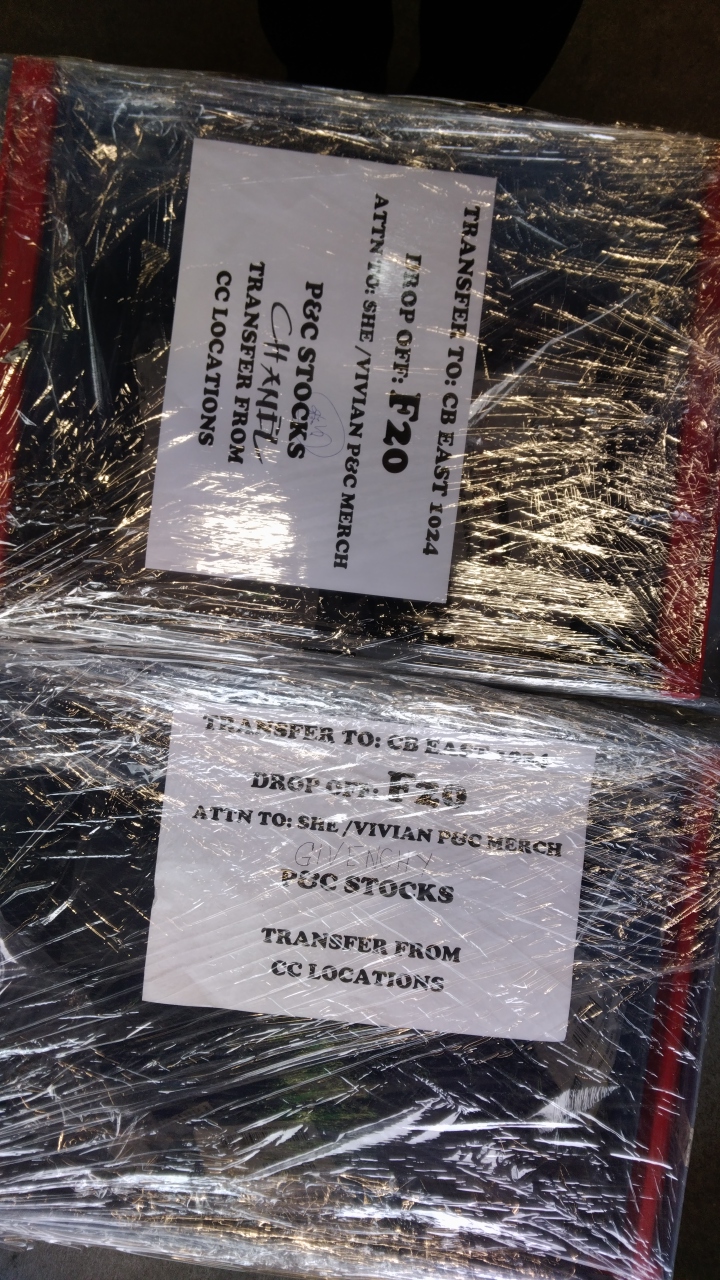 TRANSFER TO: CB EAST 1024
DROP OFF: F20
ATTN TO: SHE /VIVIAN P&C MERCH
P&C STOCKS
CHANEL
TRANSFER FROM
CC LOCATIONS
TRANSFER TO: CB EAST 1024
DROP OFF: F20
ATTN TO: SHE /VIVIAN P&C MERCH
GIVENCHY
P&C STOCKS
TRANSFER FROM
CC LOCATIONS